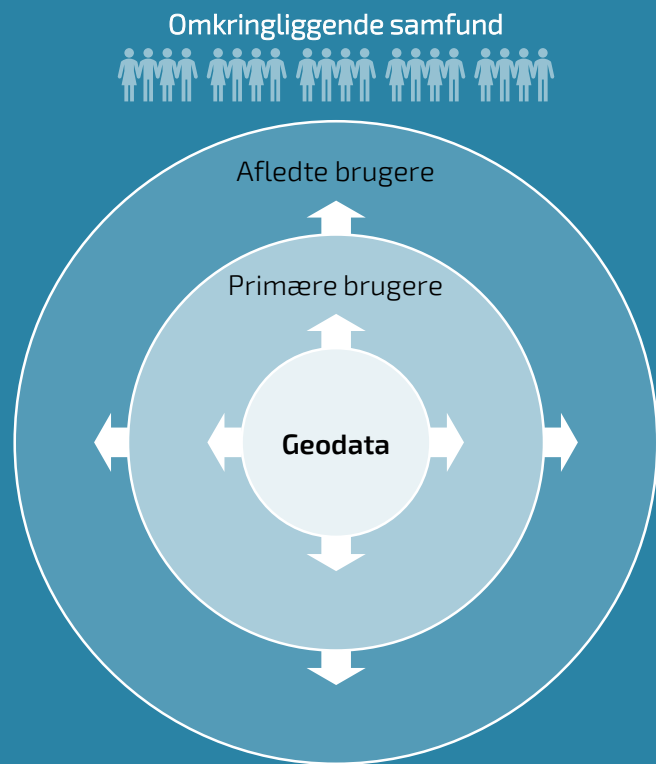 Omkringliggende samfund
Afledte brugere
Primære brugere
Geodata